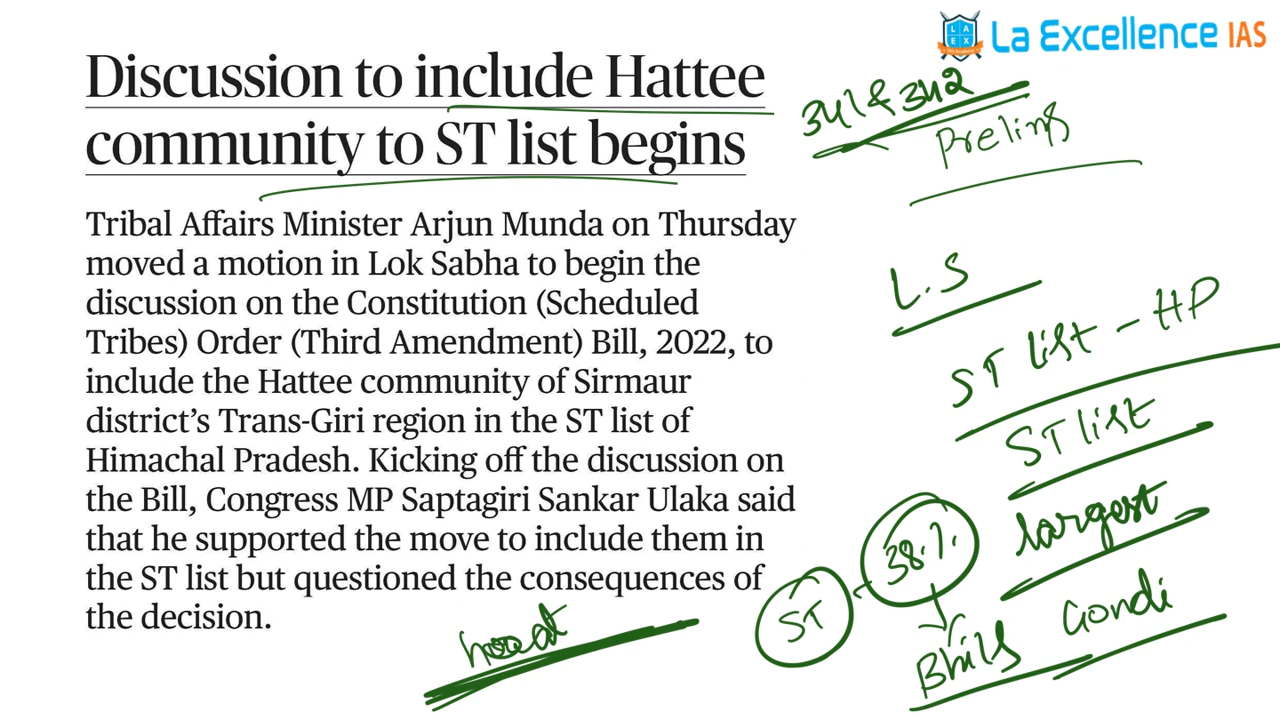 La Excellence IAS
Discussion to include Hattee
community to ST list begins
Tribal Affairs Minister Arjun Munda on Thursday
moved a motion in Lok Sabha to begin the
discussion on the Constitution (Scheduled
Tribes) Order (Third Amendment) Bill, 2022, to
include the Hattee community of Sirmaur
district’s Trans-Giri region in the ST list of
Himachal Pradesh. Kicking off the discussion on
the Bill, Congress MP Saptagiri Sankar Ulaka said
that he supported the move to include them in
the ST list but questioned the consequences of
the decision.
341 & 342
Prelims
L.S
ST list - HP
ST list
largest
ST - 38%
Bhils Gondi